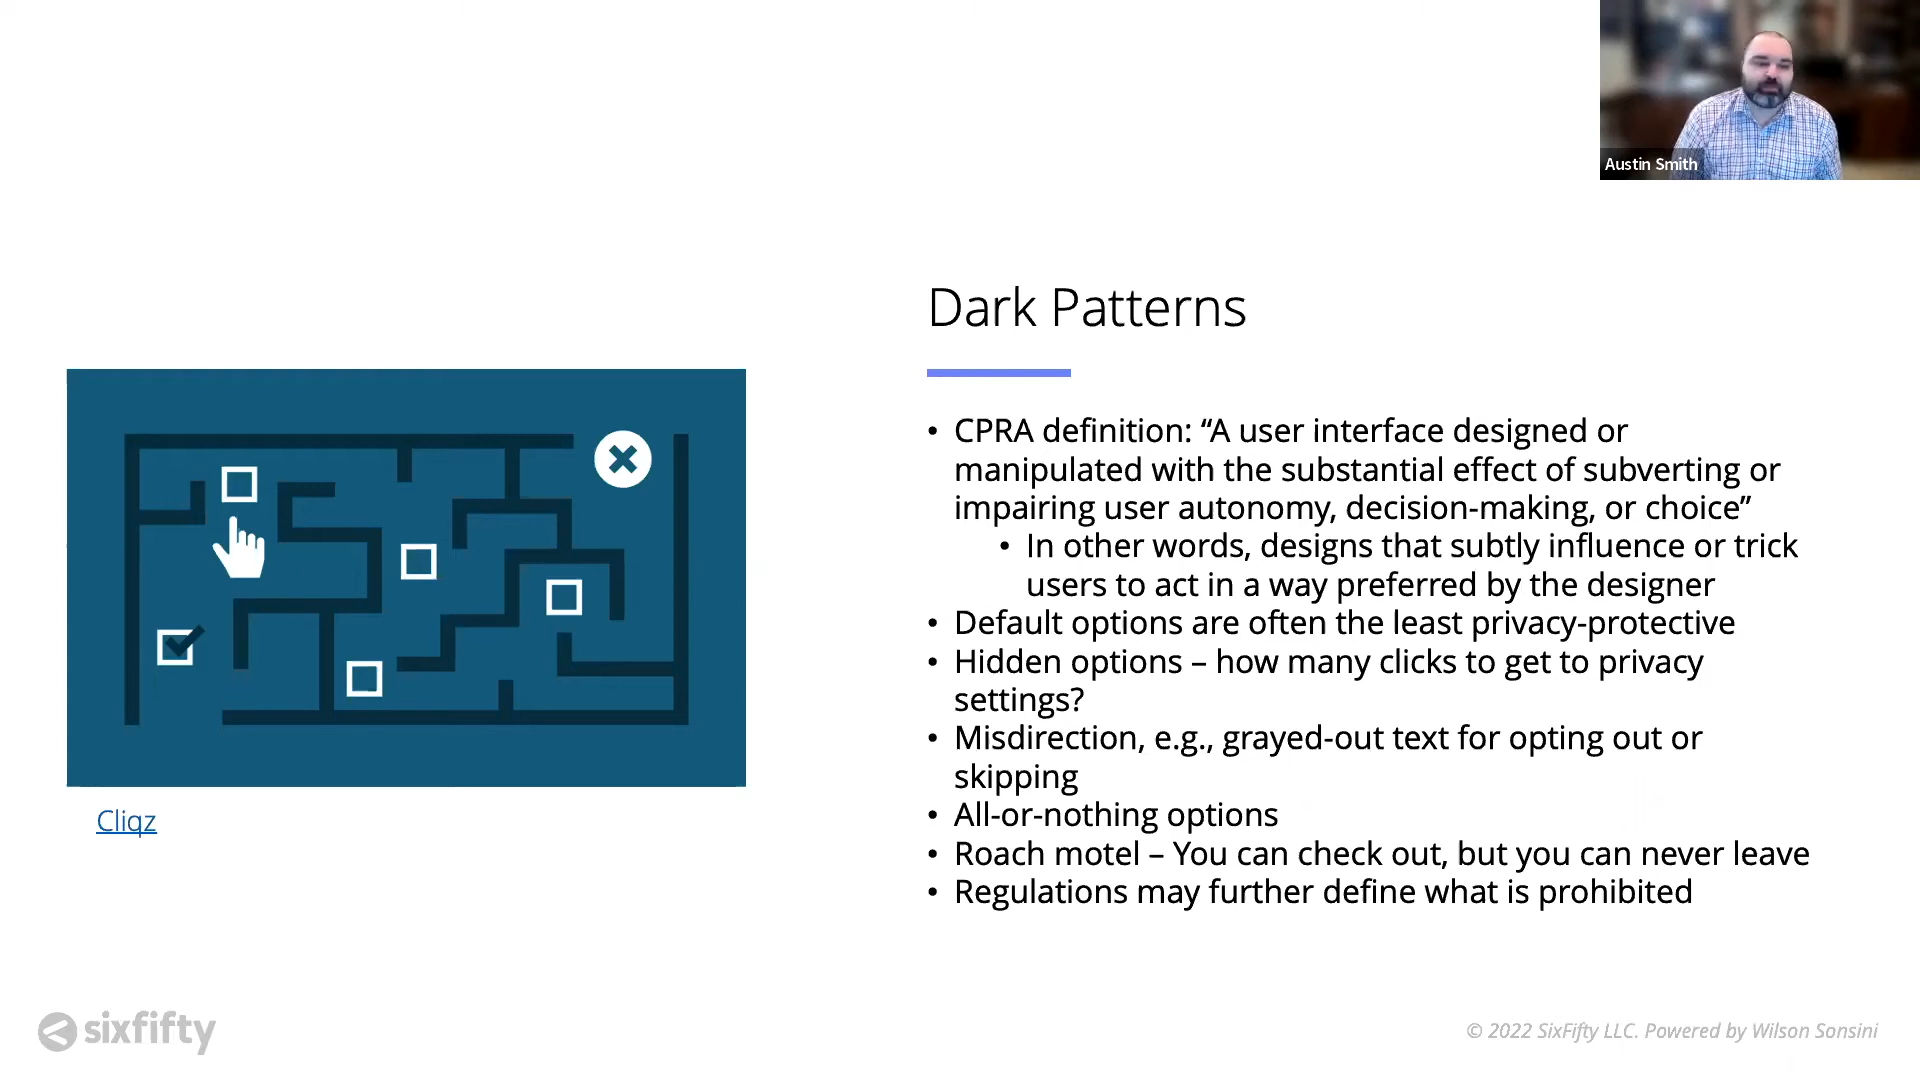 Austin Smith
Dark Patterns
• CPRA definition: “A user interface designed or
manipulated with the substantial effect of subverting or
impairing user autonomy, decision-making, or choice”
• In other words, designs that subtly influence or trick
users to act in a way preferred by the designer
• Default options are often the least privacy-protective
• Hidden options – how many clicks to get to privacy
settings?
• Misdirection, e.g., grayed-out text for opting out or
skipping
• All-or-nothing options
• Roach motel – You can check out, but you can never leave
• Regulations may further define what is prohibited
Cliqz
sixfifty
© 2022 SixFifty LLC. Powered by Wilson Sonsini